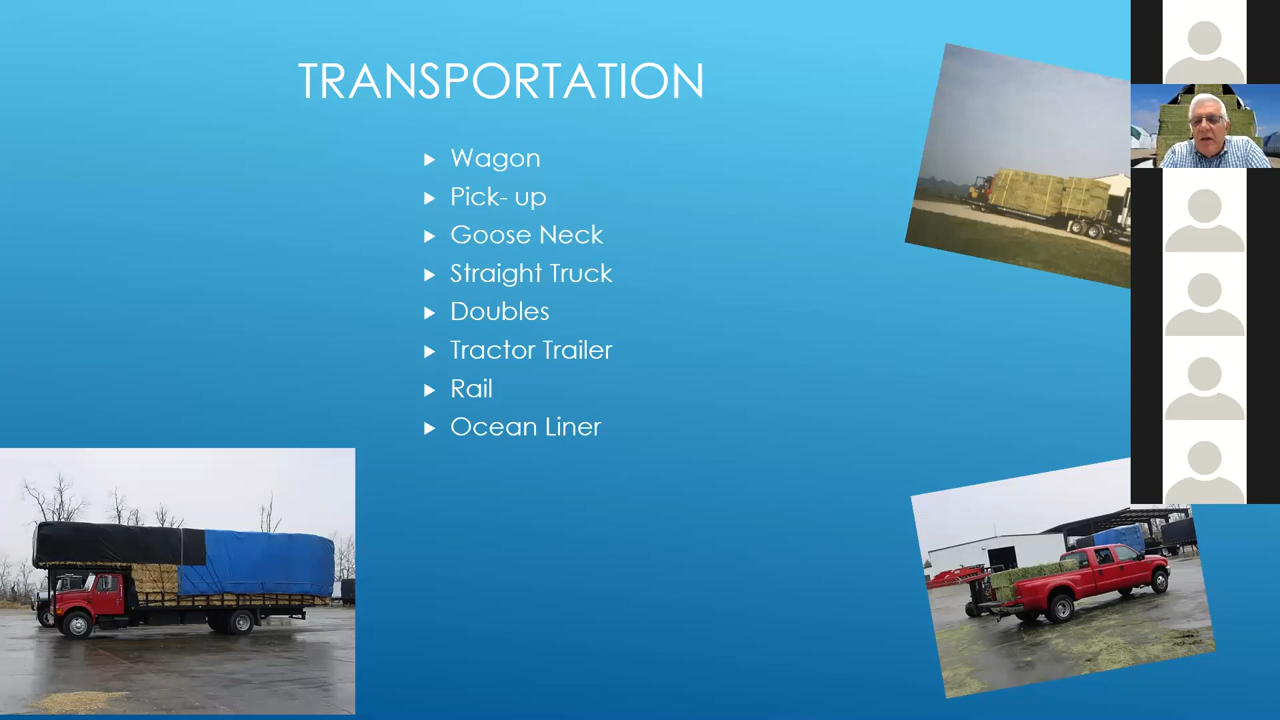 TRANSPORTATION
Wagon
Pick- up
Goose Neck
Straight Truck
Doubles
Tractor Trailer
Rail
Ocean Liner